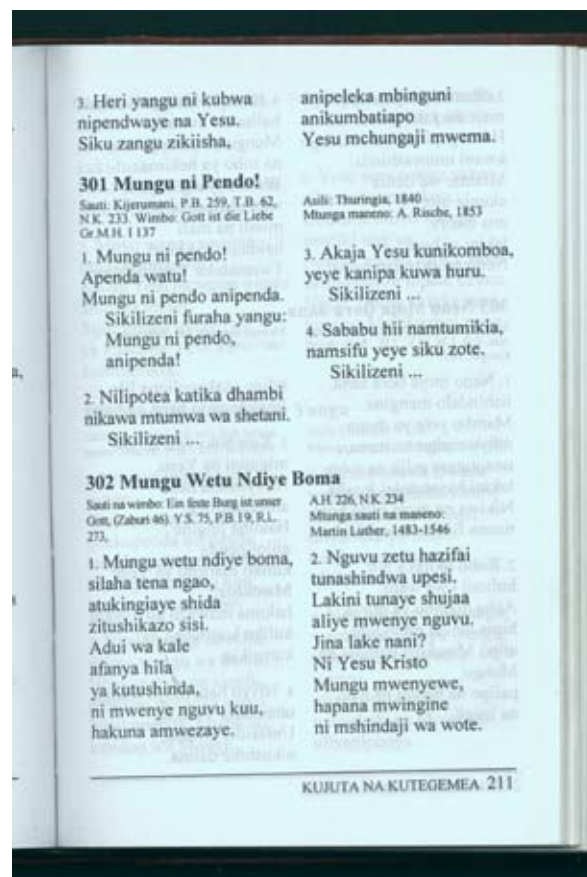 3. Heri yangu ni kubwa
nipendwaye na Yesu.
Siku zangu zikiisha,
anipeleka mbinguni
anikumbatiapo
Yesu mchungaji mwema.
301 Mungu ni Pendo!
Sauti: Kijerumani, P.B. 259, T.B. 62,
N.K. 233. Wimbo: Gott ist die Liebe
Gr.M.H. 1137
Asili: Thuringia, 1840
Mtunga maneno: A. Rische, 1853
1. Mungu ni pendo!
Apenda watu!
Mungu ni pendo anipenda.
Sikilizeni furaha yangu:
Mungu ni pendo,
anipenda!
2. Nilipotea katika dhambi
nikawa mtumwa wa shetani.
Sikilizeni ...
3. Akaja Yesu kunikomboa,
yeye kanipa kuwa huru.
Sikilizeni ...
4. Sababu hii namtumikia,
namsifu yeye siku zote.
Sikilizeni ...
302 Mungu Wetu Ndiye Boma
Sauti na wimbo: Ein feste Burg ist unser
Gott, (Zaburi 46). Y.S. 75, P.B. 19, R.L.
273,
A.H. 226, N.K. 234
Mtunga sauti na maneno:
Martin Luther, 1483-1546
1. Mungu wetu ndiye boma,
silaha tena ngao,
atukingiaye shida
zitushikazo sisi.
Adui wa kale
afanya hila
ya kutushinda,
ni mwenye nguvu kuu,
hakuna amwezaye.
2. Nguvu zetu hazifai
tunashindwa upesi.
Lakini tunaye shujaa
aliye mwenye nguvu.
Jina lake nani?
Ni Yesu Kristo
Mungu mwenyewe,
hapana mwingine
ni mshindaji wa wote.
KUJUTA NA KUTEGEMEA 211